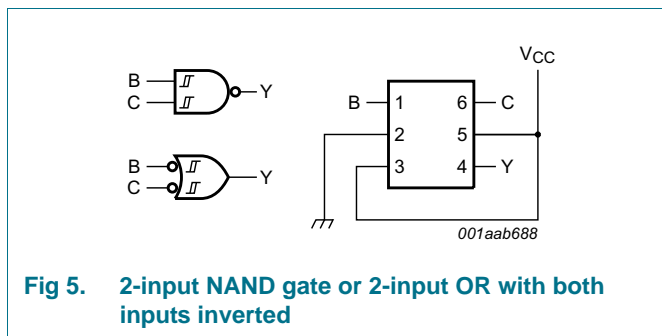 B
C
Y
B
C
Y
VCC
B 1 6 C
2 5
3 4 Y
001aab688
Fig 5. 2-input NAND gate or 2-input OR with both
inputs inverted